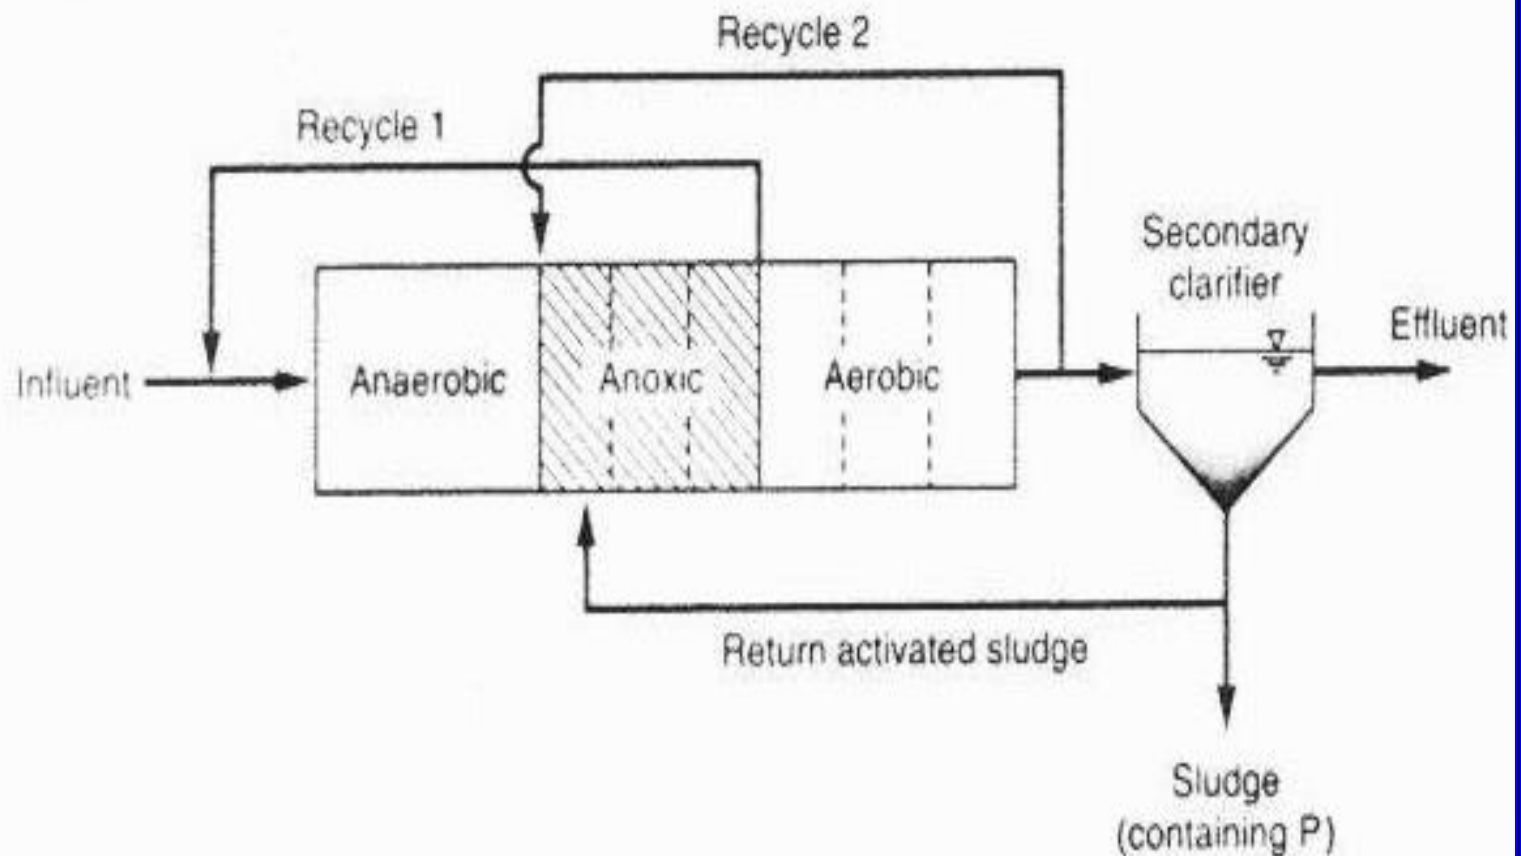 Recycle 2
Recycle 1
Secondary
clarifier
Effluent
Influent
Anaerobic
Anoxic
Aerobic
Return activated sludge
Sludge
(containing P)